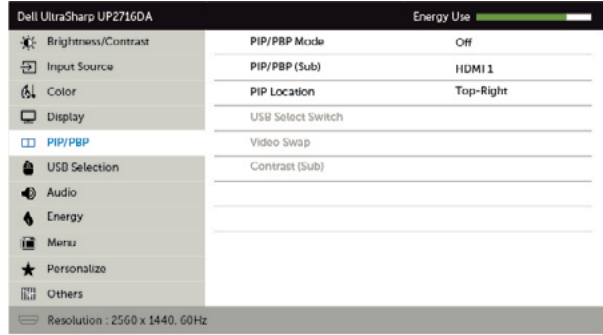 Dell UltraSharp UP2716DA Energy Use
Brightness/Contrast PIP/PBP Mode Off
Input Source PIP/PBP (Sub) HDMI 1
Color PIP Location Top-Right
Display USB Select Switch
PIP/PBP Video Swap
USB Selection Contrast (Sub)
Audio
Energy
Menu
Personalize
Others
Resolution : 2560 x 1440, 60Hz